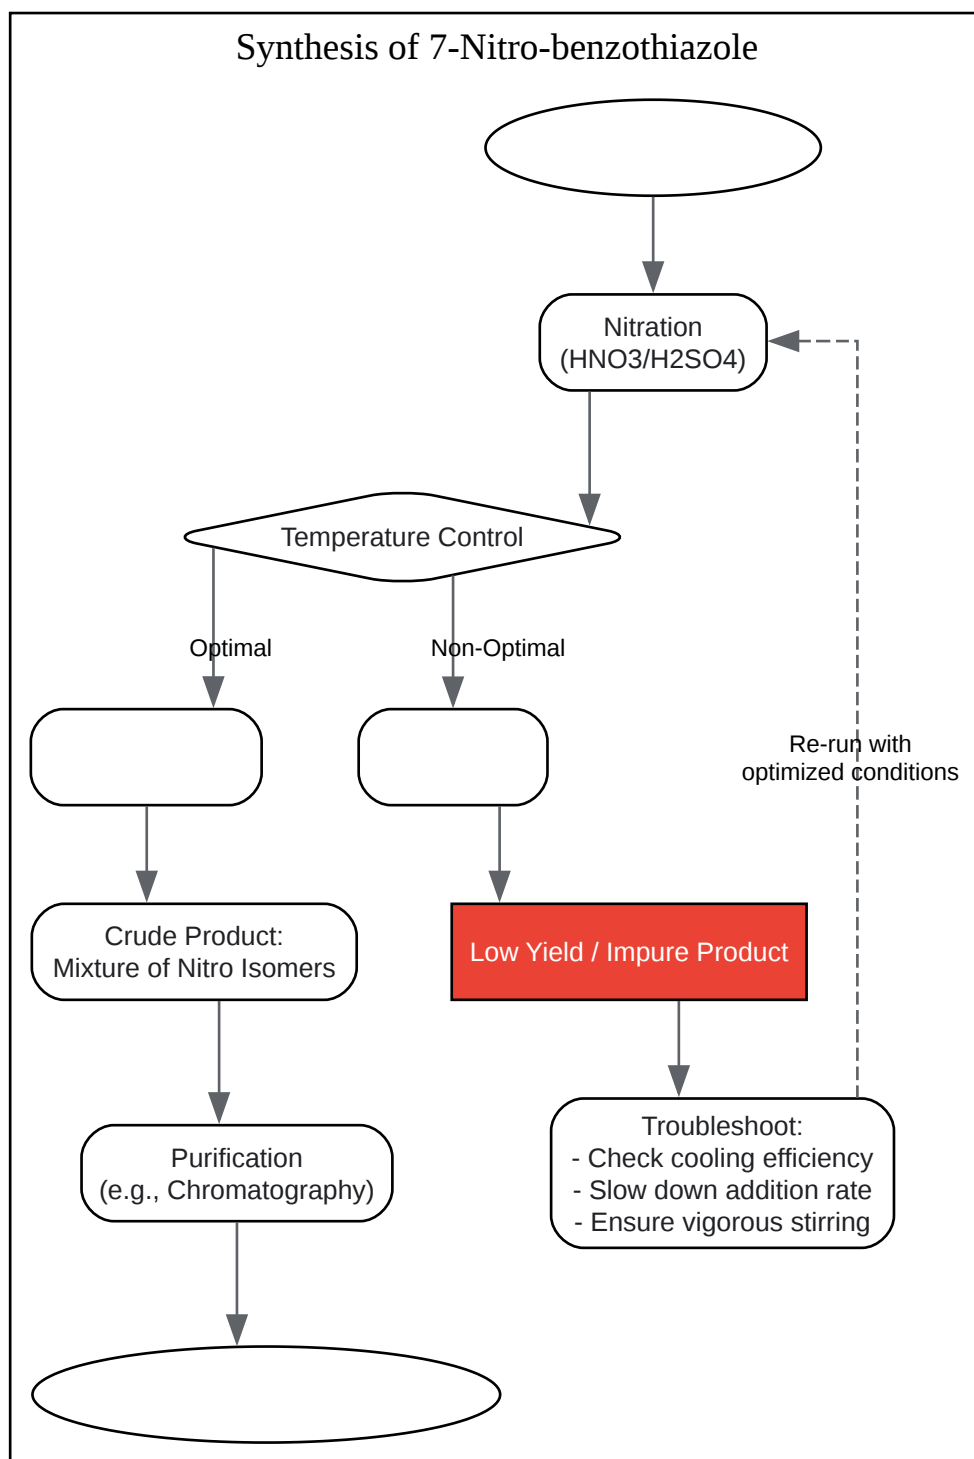 Synthesis of 7-Nitro-benzothiazole
Nitration
(HNO3/H2SO4)
Temperature Control
Optimal
Non-Optimal
Re-run with
optimized conditions
Crude Product:
Mixture of Nitro Isomers
Low Yield / Impure Product
Purification
(e.g., Chromatography)
Troubleshoot:
- Check cooling efficiency
- Slow down addition rate
- Ensure vigorous stirring